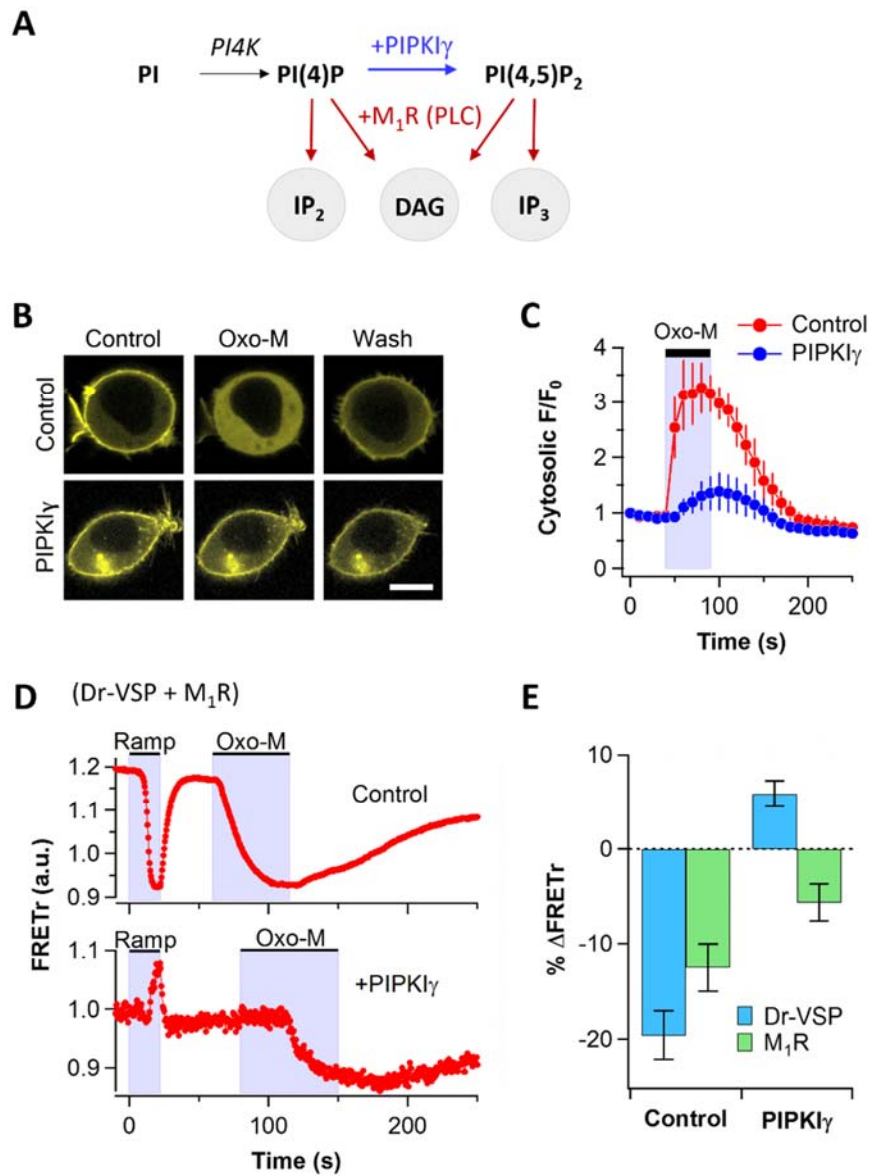 A
PI PI4K PI(4)P +PIPKIγ PI(4,5)P₂
+M₁R (PLC)
IP₂ DAG IP₃
B
Control Oxo-M Wash
Control
PIPKIγ
C
Oxo-M
Control
PIPKIγ
Cytosolic F/F₀
4
3
2
1
0
0 100 200
Time (s)
D
(Dr-VSP + M₁R)
Ramp Oxo-M
Control
1.2
1.1
1.0
0.9
FRETr (a.u.)
Ramp Oxo-M
+PIPKIγ
1.1
1.0
0.9
0 100 200
Time (s)
E
% ΔFRETr
10
0
-10
-20
Dr-VSP
M₁R
Control PIPKIγ